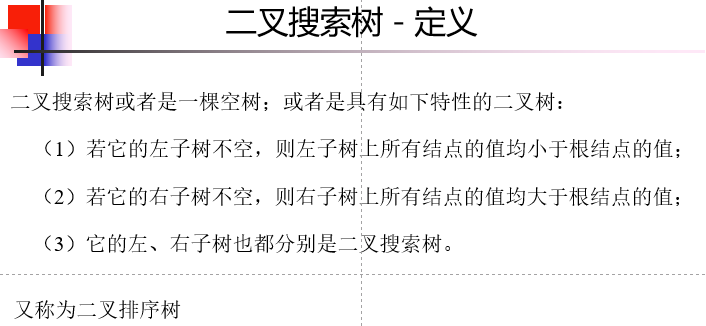 二叉搜索树 - 定义
二叉搜索树或者是一棵空树；或者是具有如下特性的二叉树：
（1）若它的左子树不空，则左子树上所有结点的值均小于根结点的值；
（2）若它的右子树不空，则右子树上所有结点的值均大于根结点的值；
（3）它的左、右子树也都分别是二叉搜索树。
又称为二叉排序树